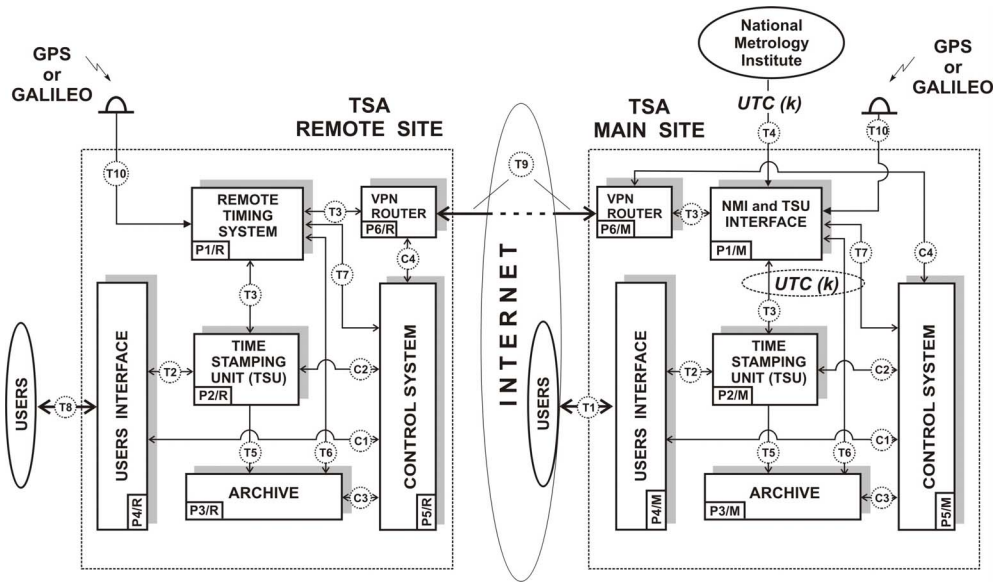 GPS
or
GALILEO
T10
TSA
REMOTE SITE
REMOTE
TIMING
SYSTEM
P1/R
T3
VPN
ROUTER
P6/R
C4
T7
T3
USERS
T8
USERS INTERFACE
P4/R
T2
TIME
STAMPING
UNIT (TSU)
P2/R
C2
C1
T5
T6
ARCHIVE
P3/R
C3
CONTROL SYSTEM
P5/R
INTERNET
T9
USERS
T1
National
Metrology
Institute
UTC (k)
T4
GPS
or
GALILEO
T10
TSA
MAIN SITE
VPN
ROUTER
P6/M
T3
NMI and TSU
INTERFACE
P1/M
T7
C4
UTC (k)
T3
USERS INTERFACE
P4/M
T2
TIME
STAMPING
UNIT (TSU)
P2/M
C2
C1
T5
T6
ARCHIVE
P3/M
C3
CONTROL SYSTEM
P5/M